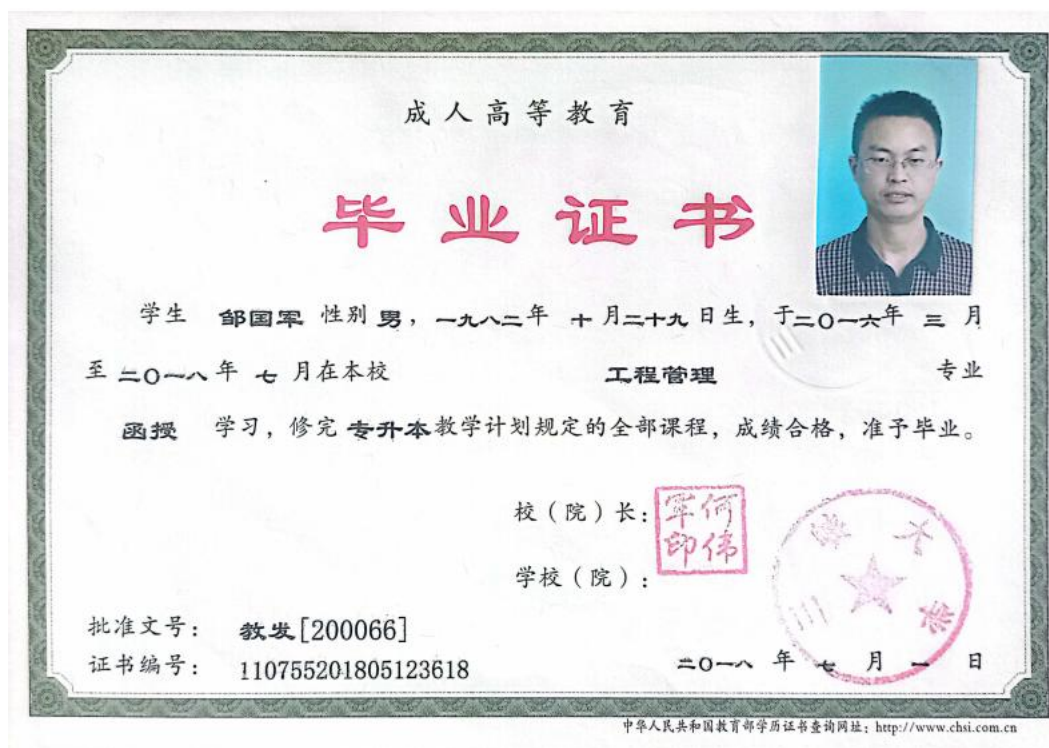 成人高等教育
毕业证书
学生 邹国军 性别 男，一九八二年 十 月二十九 日生，于二〇一六年 三 月
至 二〇一八 年 七 月在本校 工程管理 专业
函授 学习，修完 专升本 教学计划规定的全部课程，成绩合格，准予毕业。
校（院）长：
何伟军印
学校（院）：
三峡大学
批准文号： 教发[200066]
证书编号： 110755201805123618
二〇一八 年 七 月 一 日
中华人民共和国教育部学历证书查询网址：http://www.chsi.com.cn